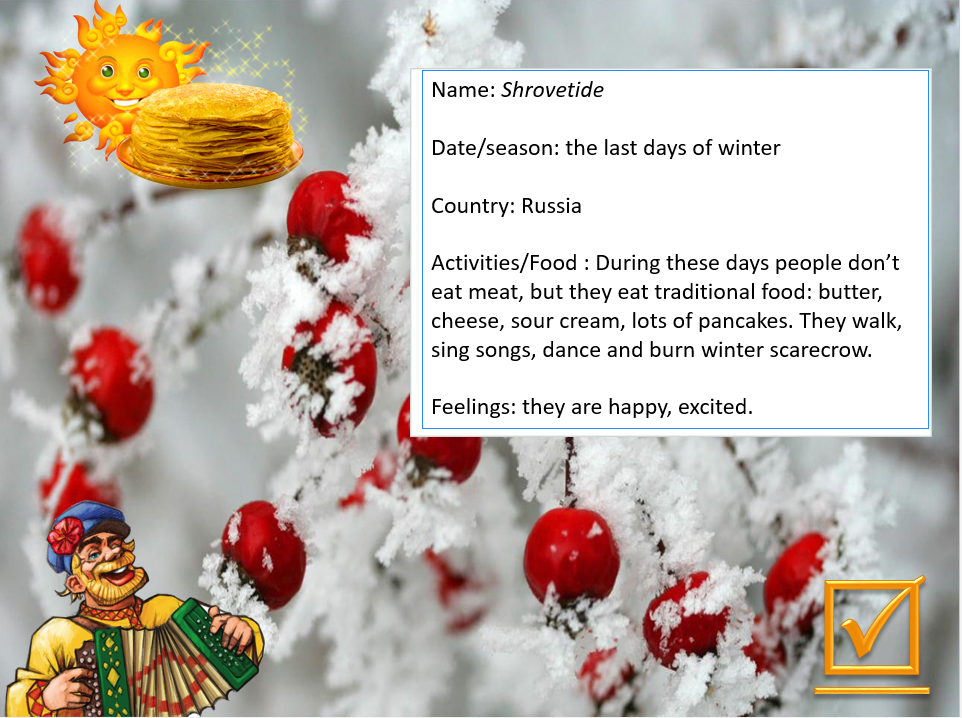 Name: Shrovetide
Date/season: the last days of winter
Country: Russia
Activities/Food : During these days people don’t
eat meat, but they eat traditional food: butter,
cheese, sour cream, lots of pancakes. They walk,
sing songs, dance and burn winter scarecrow.
Feelings: they are happy, excited.